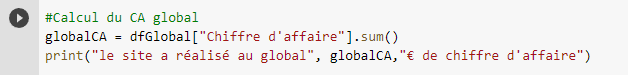 #Calcul du CA global
globalCA = dfGlobal["Chiffre d'affaire"].sum()
print("le site a réalisé au global", globalCA,"€ de chiffre d'affaire")